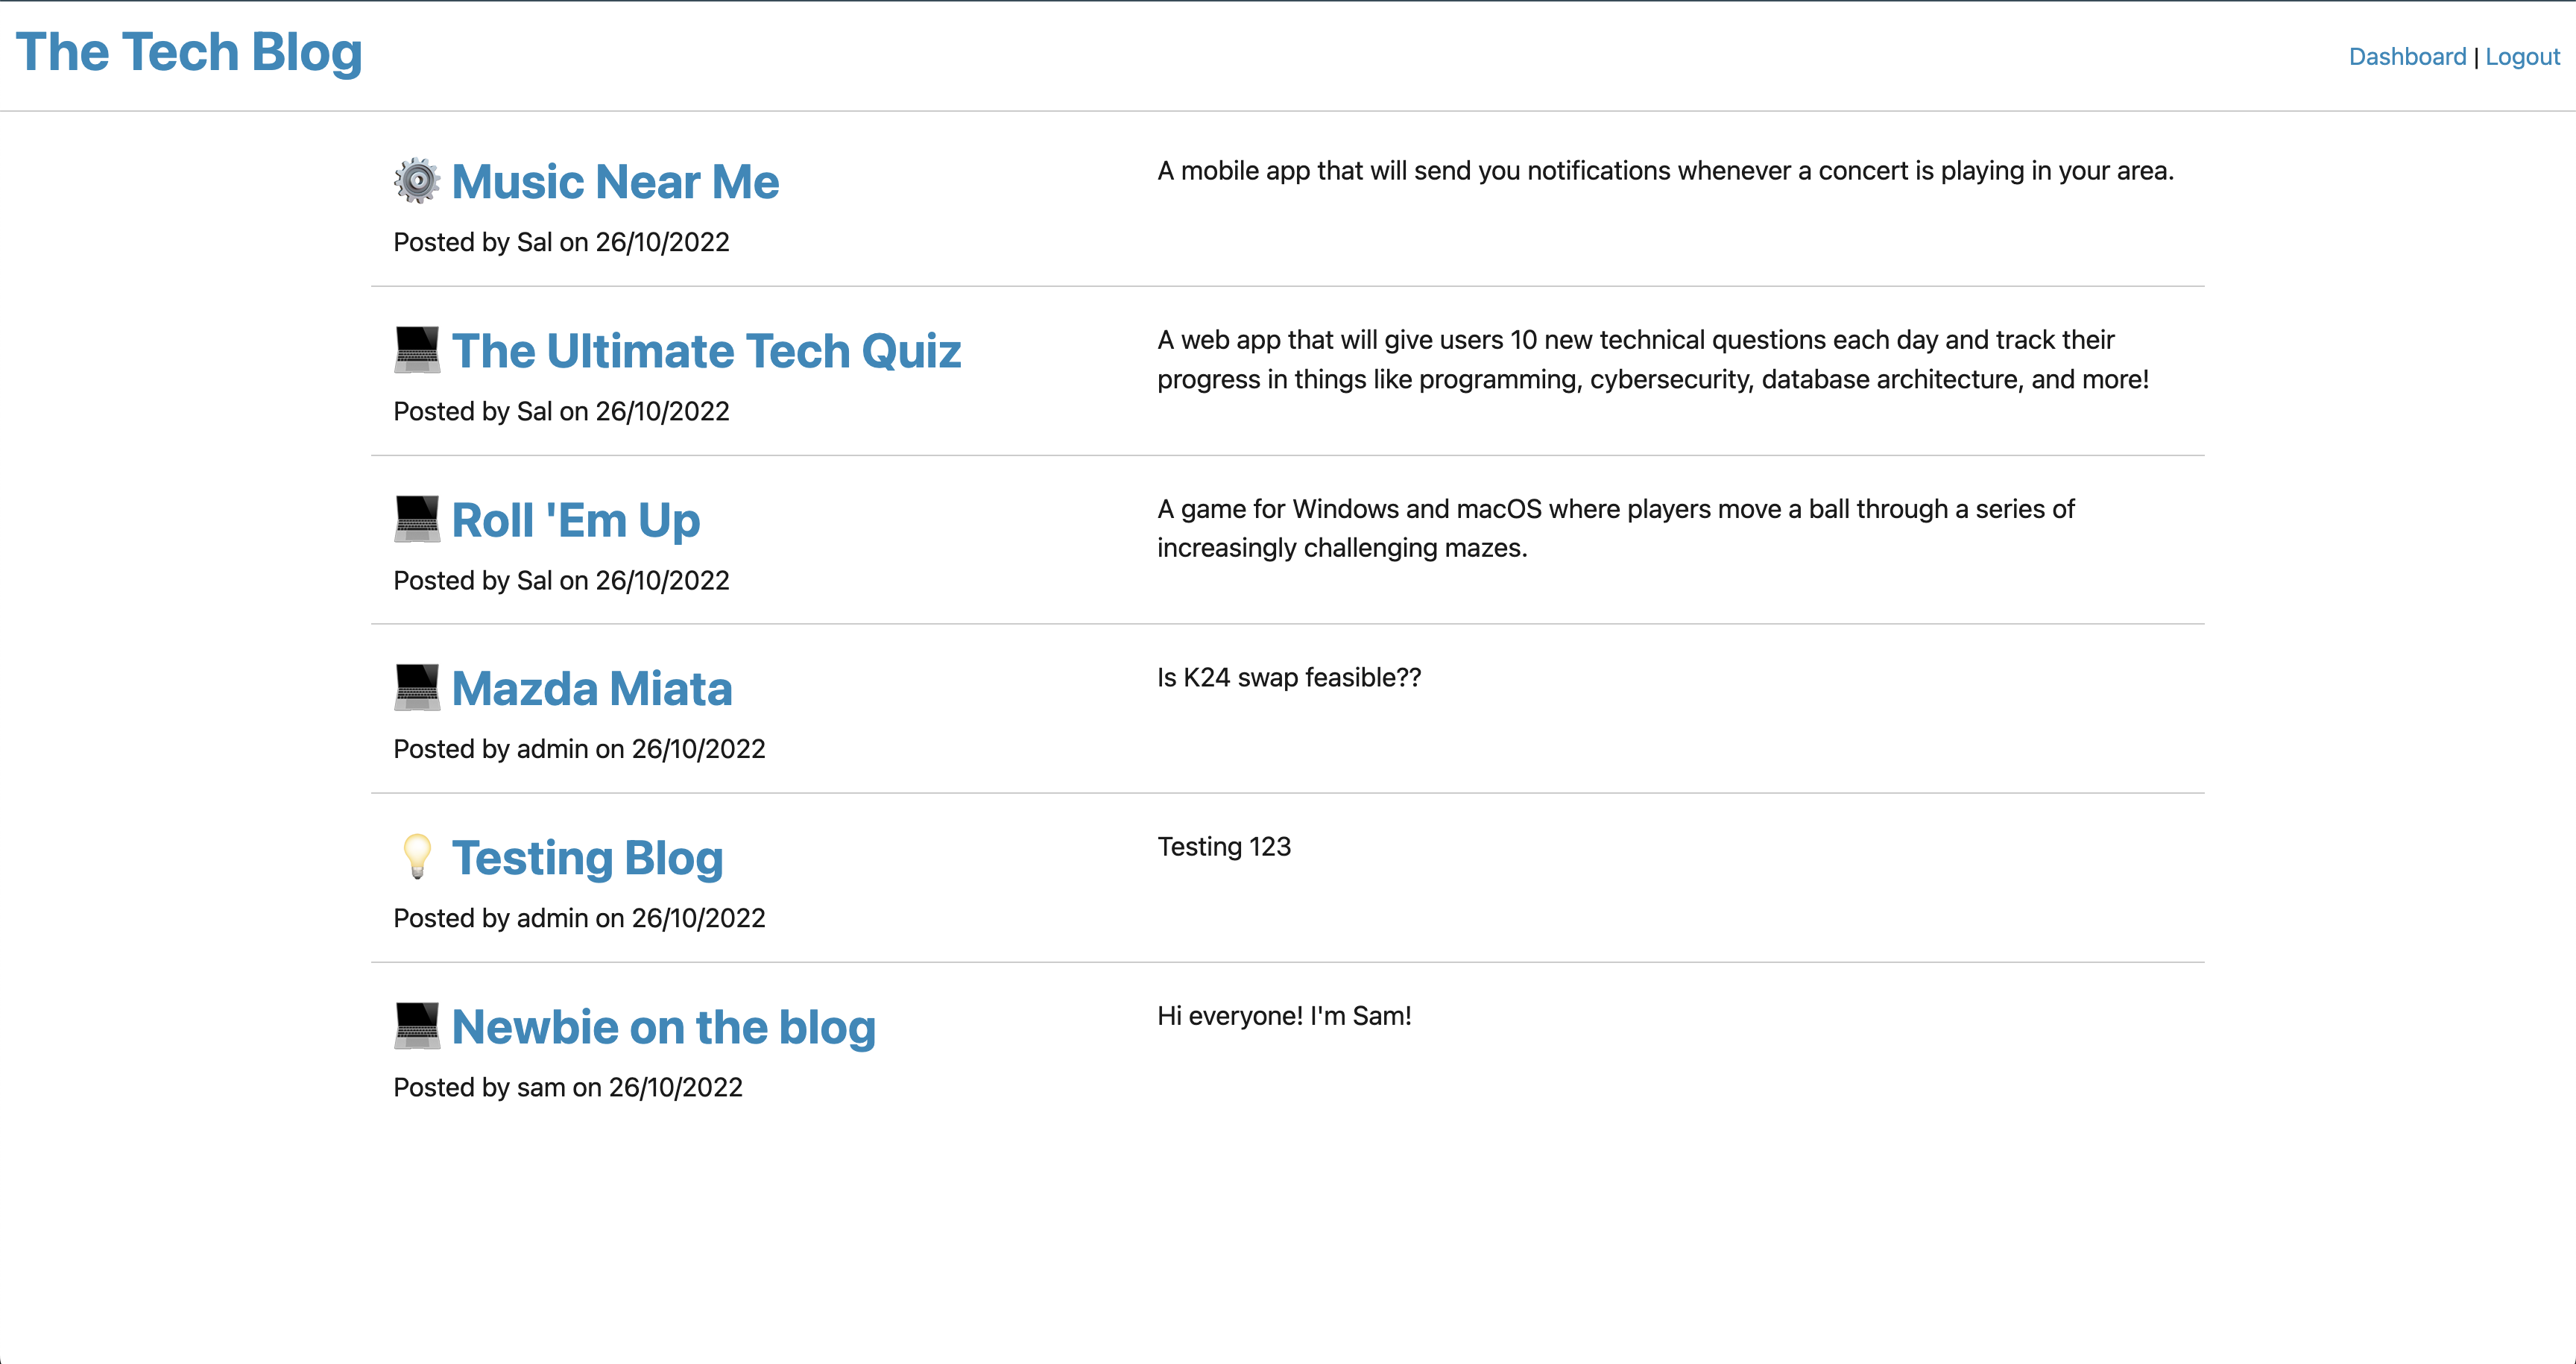 The Tech Blog
Dashboard | Logout
Music Near Me
Posted by Sal on 26/10/2022
A mobile app that will send you notifications whenever a concert is playing in your area.
The Ultimate Tech Quiz
Posted by Sal on 26/10/2022
A web app that will give users 10 new technical questions each day and track their
progress in things like programming, cybersecurity, database architecture, and more!
Roll 'Em Up
Posted by Sal on 26/10/2022
A game for Windows and macOS where players move a ball through a series of
increasingly challenging mazes.
Mazda Miata
Posted by admin on 26/10/2022
Is K24 swap feasible??
Testing Blog
Posted by admin on 26/10/2022
Testing 123
Newbie on the blog
Posted by sam on 26/10/2022
Hi everyone! I'm Sam!